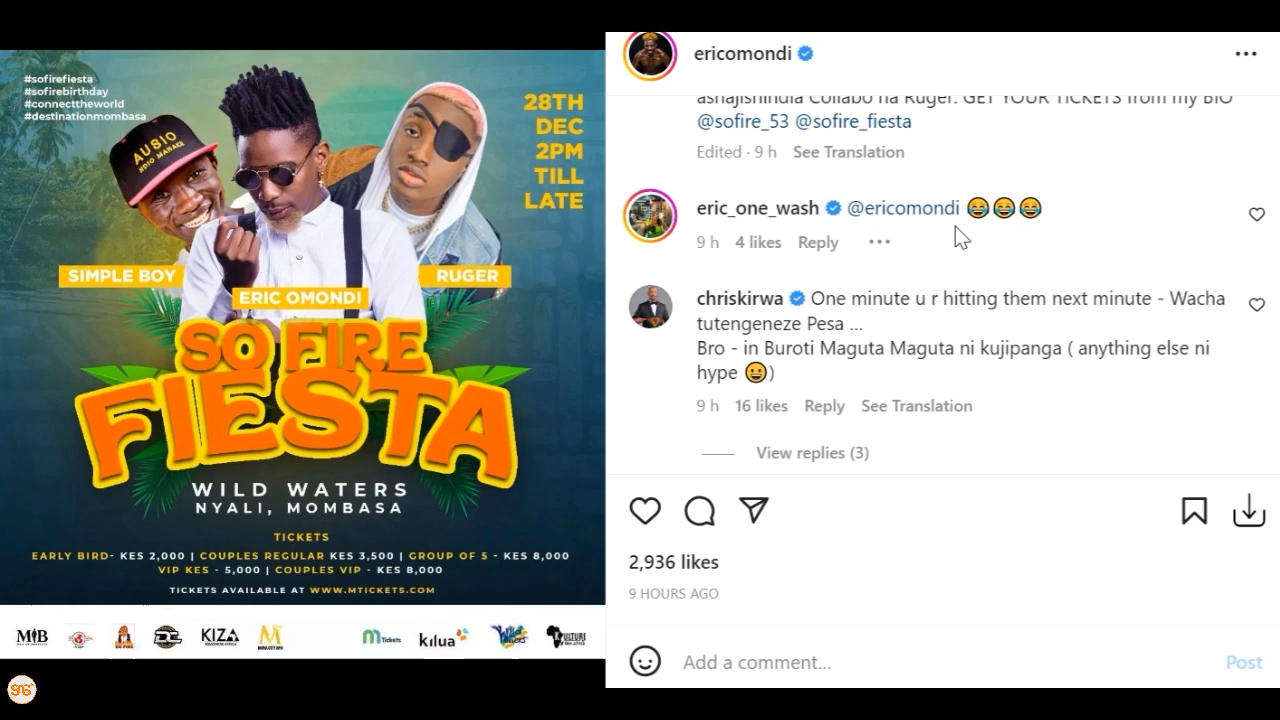 #sofirefiesta
#sofirebirthday
#connecttheworld
#destinationmombasa
28TH
DEC
2PM
TILL
LATE
AUSIO
NDIO MANAKE
SIMPLE BOY
ERIC OMONDI
RUGER
SO FIRE
FIESTA
WILD WATERS
NYALI, MOMBASA
TICKETS
EARLY BIRD- KES 2,000 | COUPLES REGULAR KES 3,500 | GROUP OF 5 - KES 8,000
VIP KES - 5,000 | COUPLES VIP - KES 8,000
TICKETS AVAILABLE AT WWW.MTICKETS.COM
KIZA
mTickets
kilua
KULTURE
ericomondi
ashajishindia Collabo na Ruger. GET YOUR TICKETS from my BIO
@sofire_53 @sofire_fiesta
Edited · 9 h See Translation
eric_one_wash @ericomondi 😂😂😂
9 h 4 likes Reply ...
chriskirwa One minute u r hitting them next minute - Wacha
tutengeneze Pesa ...
Bro - in Buroti Maguta Maguta ni kujipanga ( anything else ni
hype 😀)
9 h 16 likes Reply See Translation
View replies (3)
2,936 likes
9 HOURS AGO
Add a comment... Post